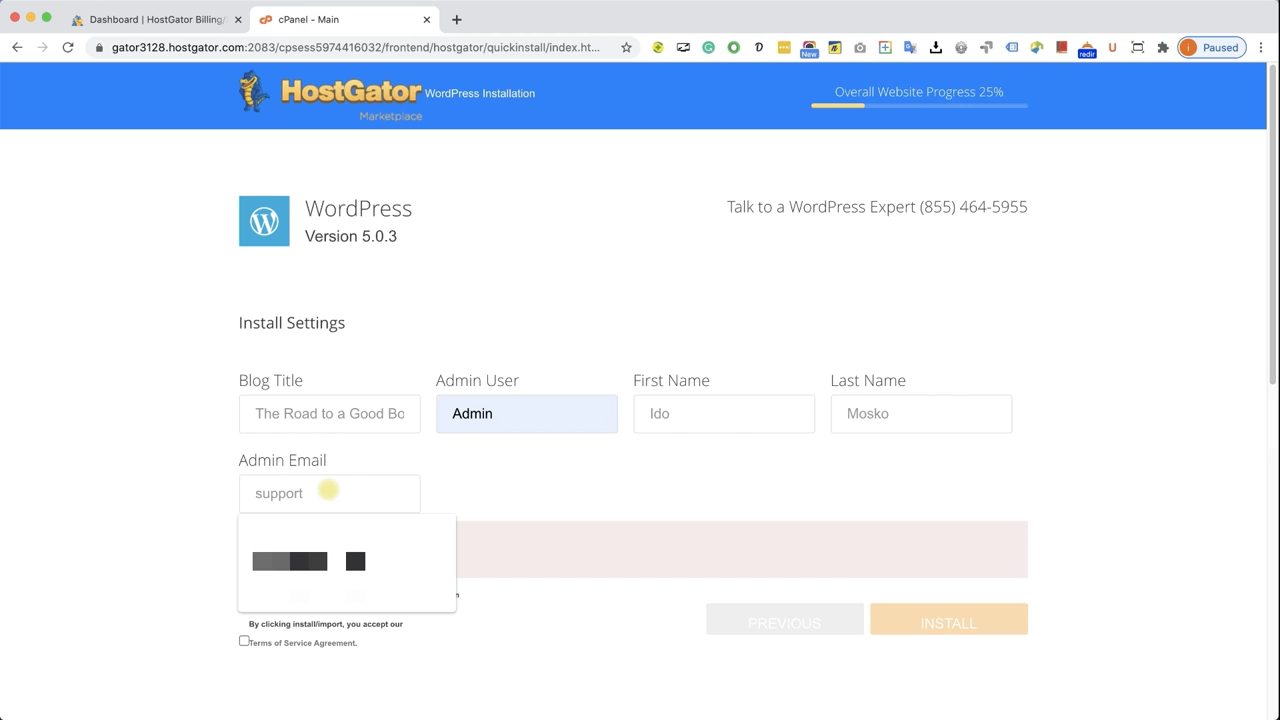 Dashboard | HostGator Billing/
cPanel - Main
gator3128.hostgator.com:2083/cpsess5974416032/frontend/hostgator/quickinstall/index.ht...
New
redir
Paused
HostGator WordPress Installation
Marketplace
Overall Website Progress 25%
WordPress
Version 5.0.3
Talk to a WordPress Expert (855) 464-5955
Install Settings
Blog Title
Admin User
First Name
Last Name
The Road to a Good Bo
Admin
Ido
Mosko
Admin Email
support
By clicking install/import, you accept our
Terms of Service Agreement.
PREVIOUS
INSTALL